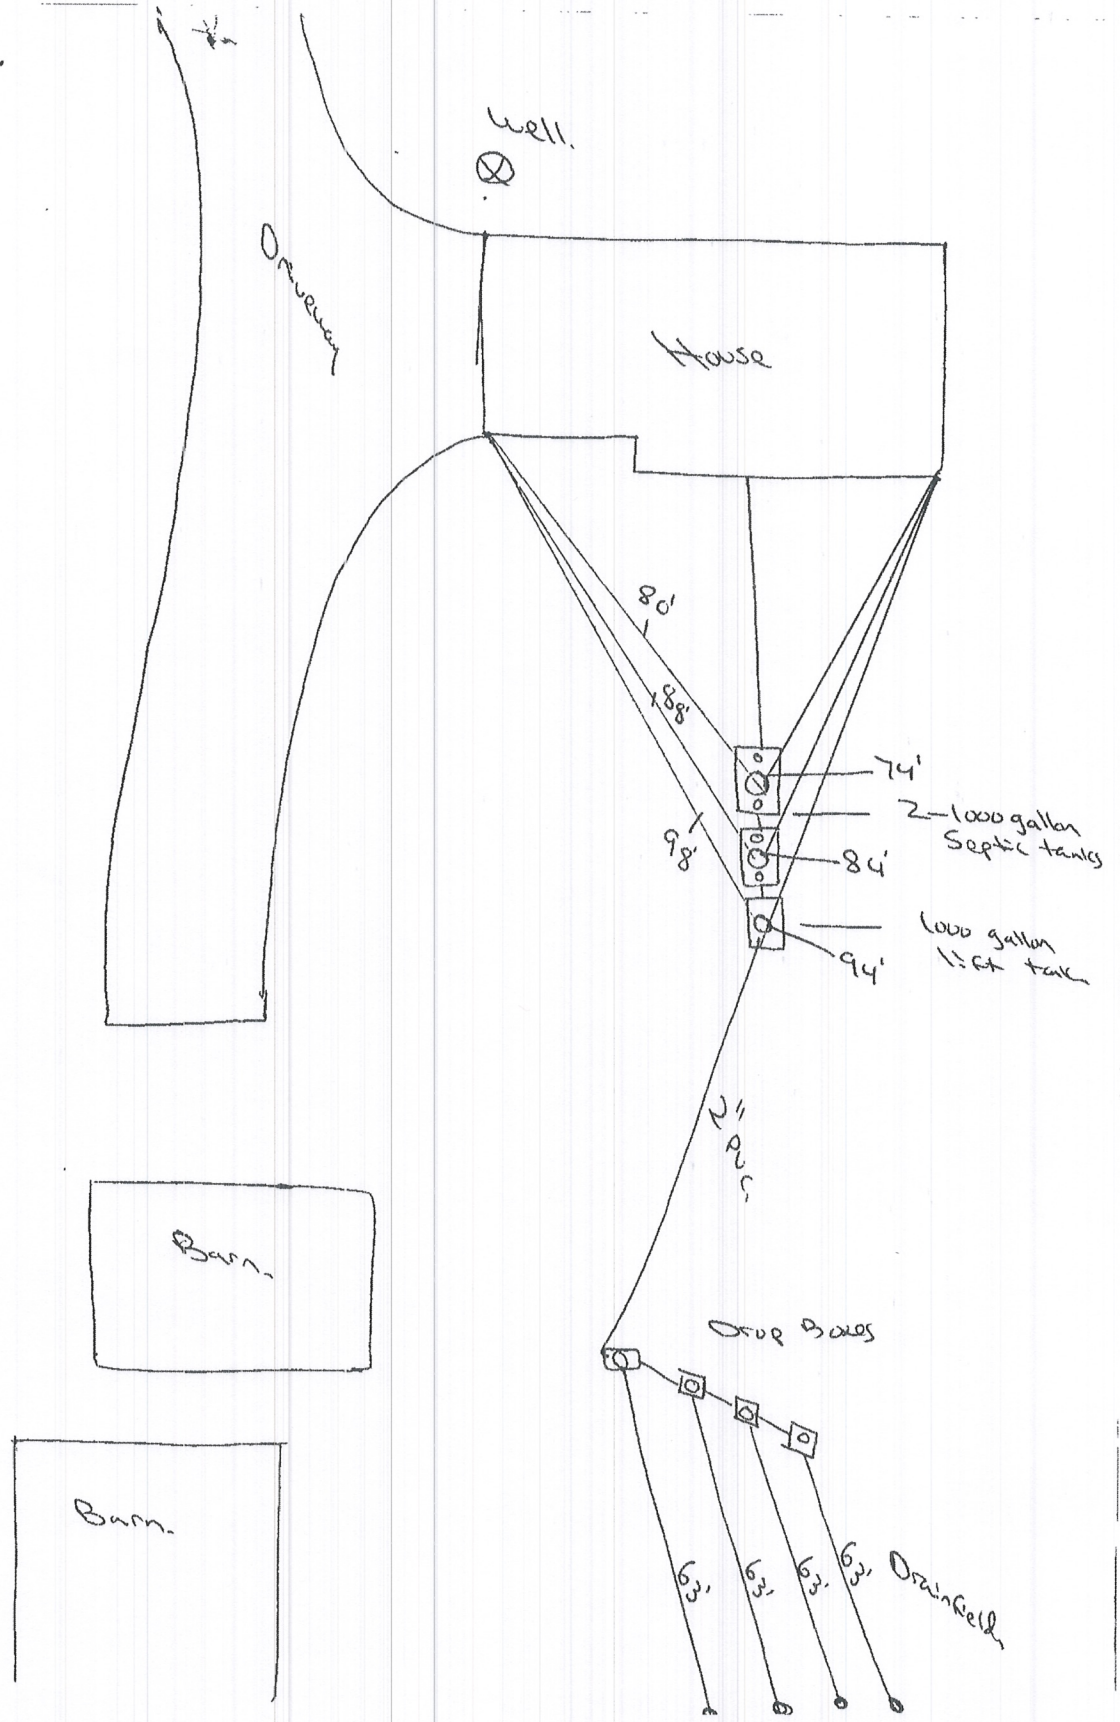 Well.
Driveway
House
80'
88'
98'
74'
2-1000 gallon
Septic tanks
84'
1000 gallon
lift tank
94'
2" PVC.
Barn.
Drop Boxes
Barn.
63'
63'
63'
63'
Drainfield